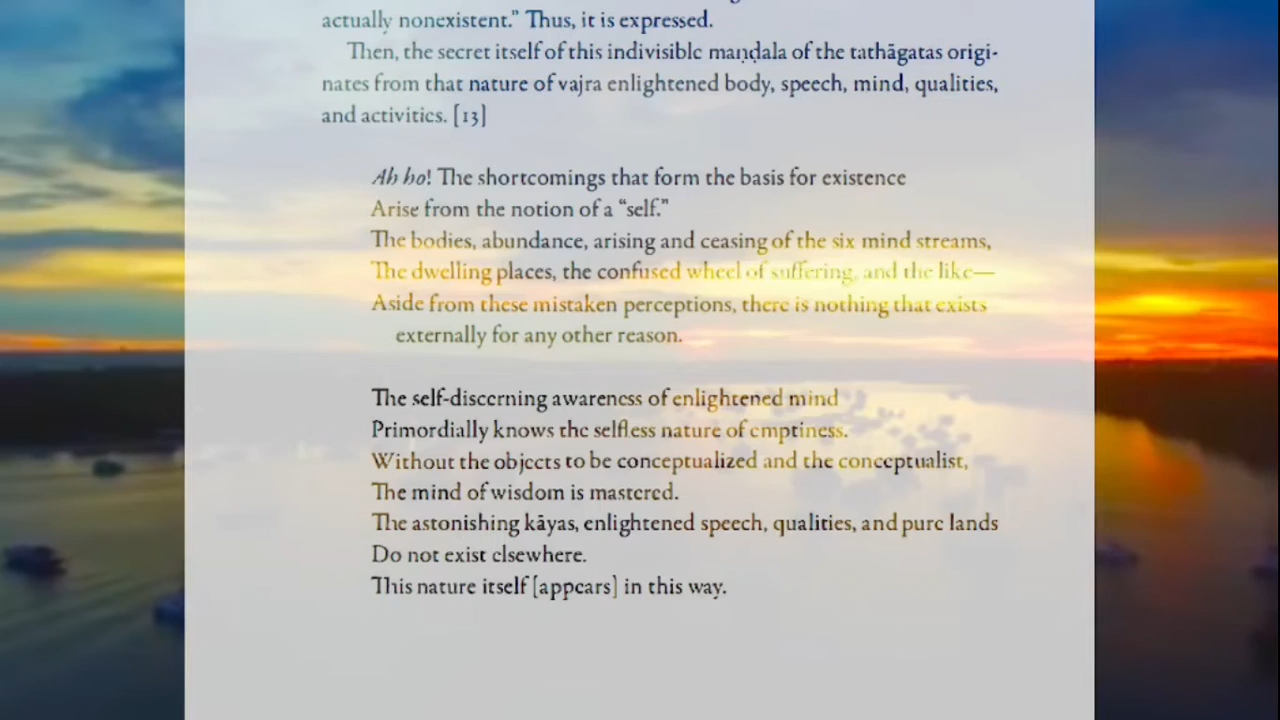 actually nonexistent.” Thus, it is expressed.
Then, the secret itself of this indivisible maṇḍala of the tathāgatas origi-
nates from that nature of vajra enlightened body, speech, mind, qualities,
and activities. [13]
Ah ho! The shortcomings that form the basis for existence
Arise from the notion of a “self.”
The bodies, abundance, arising and ceasing of the six mind streams,
The dwelling places, the confused wheel of suffering, and the like—
Aside from these mistaken perceptions, there is nothing that exists
externally for any other reason.
The self-discerning awareness of enlightened mind
Primordially knows the selfless nature of emptiness.
Without the objects to be conceptualized and the conceptualist,
The mind of wisdom is mastered.
The astonishing kāyas, enlightened speech, qualities, and pure lands
Do not exist elsewhere.
This nature itself [appears] in this way.